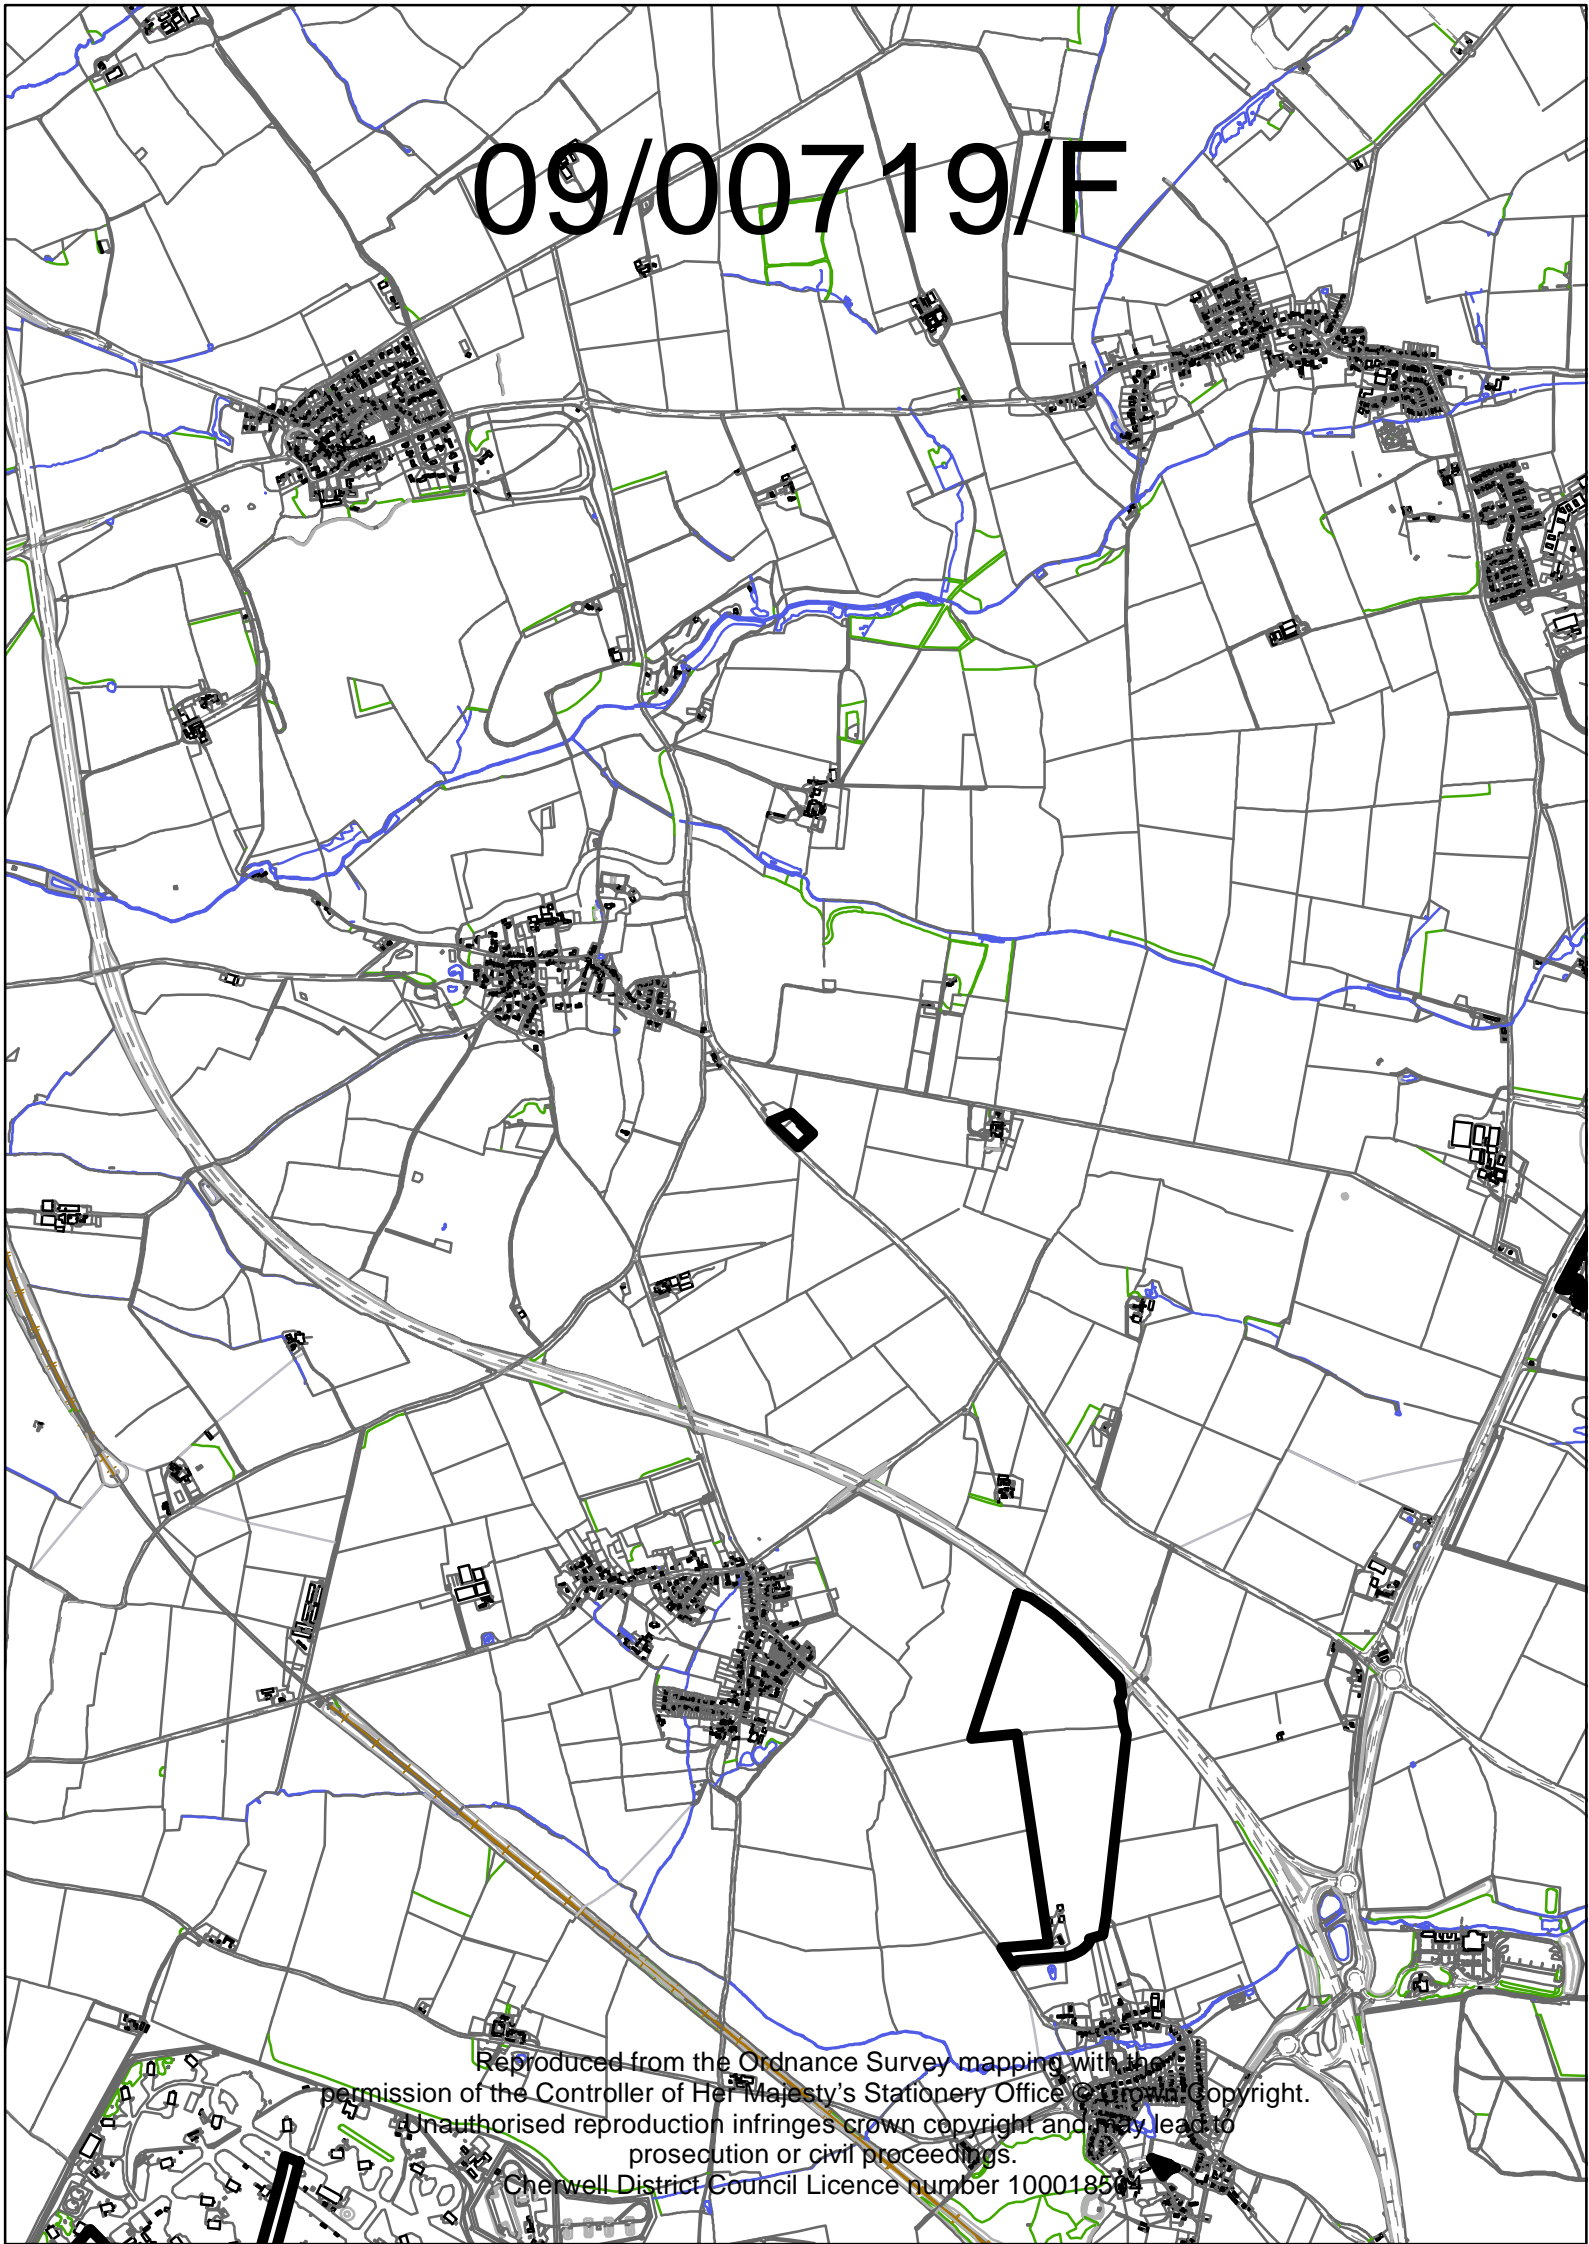 09/00719/F
Reproduced from the Ordnance Survey mapping with the
permission of the Controller of Her Majesty's Stationery Office © Crown Copyright.
Unauthorised reproduction infringes crown copyright and may lead to
prosecution or civil proceedings.
Cherwell District Council Licence number 100018504